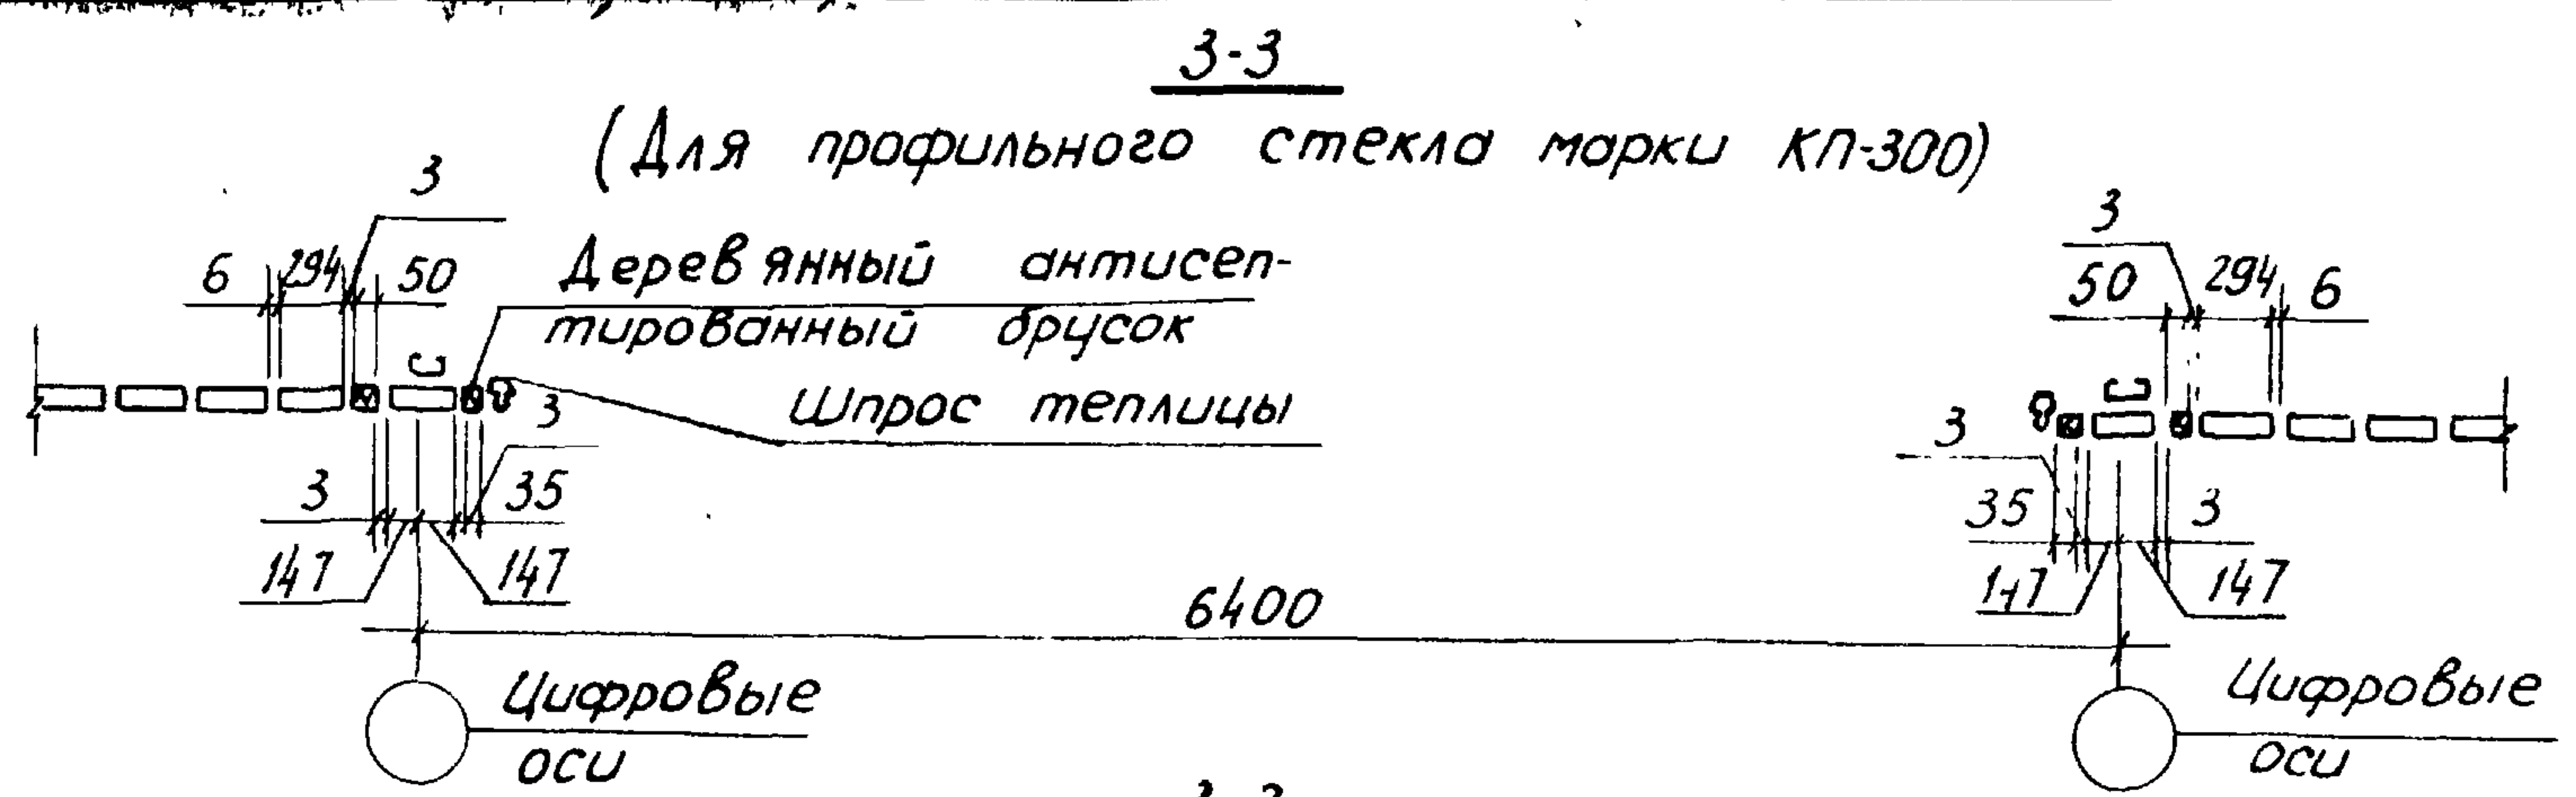 3-3
(Для профильного стекла марки КП-300)
3
6 294 50
Деревянный антисеп-
тированный брусок
Шпрос теплицы
3
3 35
147 147
3
50 294 6
3
35 3
147 147
6400
Цифровые
оси
Цифровые
оси